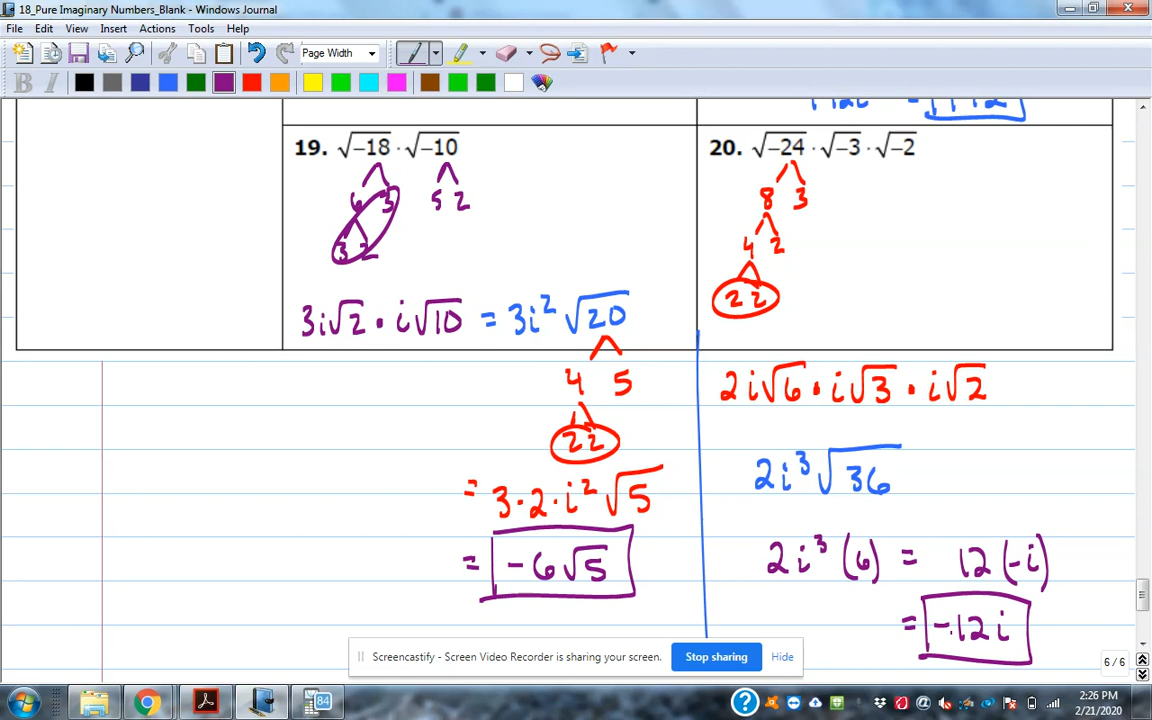 18_Pure Imaginary Numbers_Blank - Windows Journal
File Edit View Insert Actions Tools Help
Page Width
B I
19. √−18 · √−10
6 3
5 2
3 2
3i√2 · i√10 = 3i² √20
4 5
2 2
= 3·2·i² √5
= -6√5
20. √−24 · √−3 · √−2
8 3
4 2
2 2
2i√6 · i√3 · i√2
2i³ √36
2i³ (6) = 12(-i)
= -12i
Screencastify - Screen Video Recorder is sharing your screen. Stop sharing Hide
6 / 6
84
2:26 PM
2/21/2020